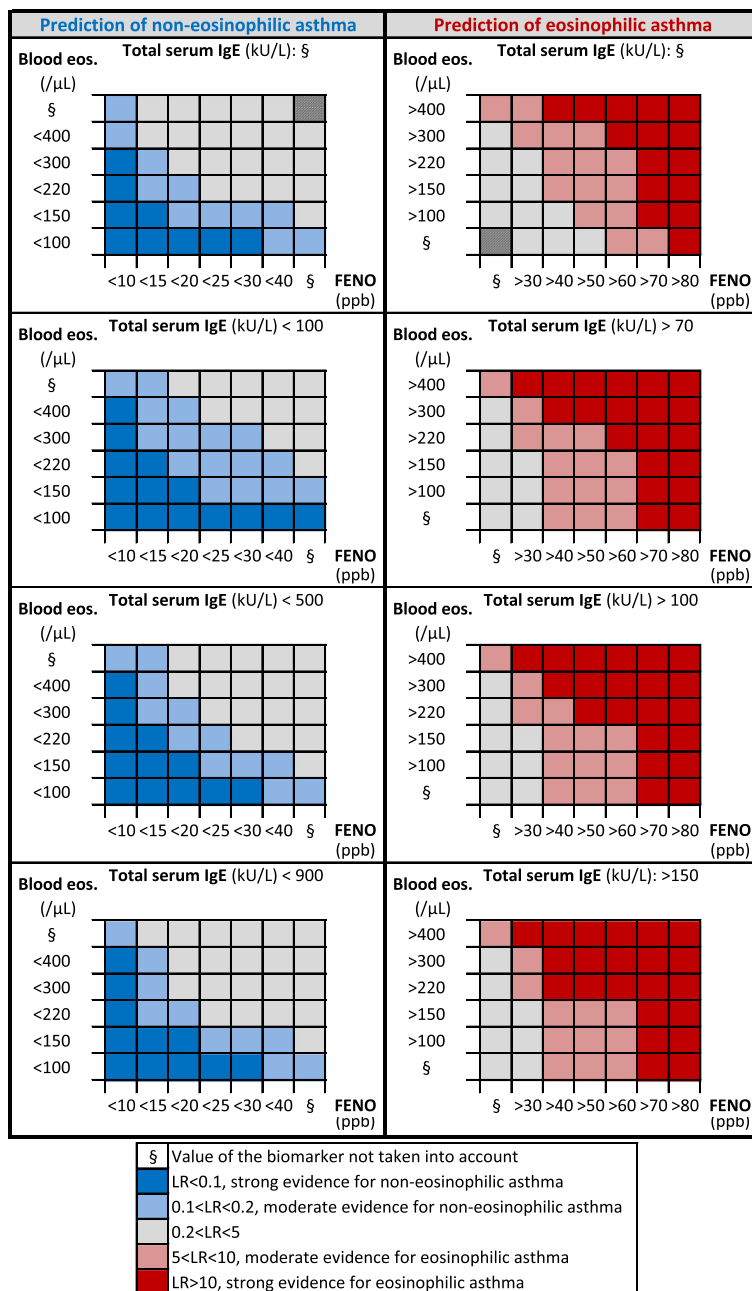 Prediction of non-eosinophilic asthma
Prediction of eosinophilic asthma
Blood eos.
Total serum IgE (kU/L): §
(/µL)
§
<400
<300
<220
<150
<100
<10 <15 <20 <25 <30 <40 § FENO
(ppb)
Blood eos.
Total serum IgE (kU/L): §
(/µL)
>400
>300
>220
>150
>100
§
§ >30 >40 >50 >60 >70 >80 FENO
(ppb)
Blood eos.
Total serum IgE (kU/L) < 100
(/µL)
§
<400
<300
<220
<150
<100
<10 <15 <20 <25 <30 <40 § FENO
(ppb)
Blood eos.
Total serum IgE (kU/L) > 70
(/µL)
>400
>300
>220
>150
>100
§
§ >30 >40 >50 >60 >70 >80 FENO
(ppb)
Blood eos.
Total serum IgE (kU/L) < 500
(/µL)
§
<400
<300
<220
<150
<100
<10 <15 <20 <25 <30 <40 § FENO
(ppb)
Blood eos.
Total serum IgE (kU/L) > 100
(/µL)
>400
>300
>220
>150
>100
§
§ >30 >40 >50 >60 >70 >80 FENO
(ppb)
Blood eos.
Total serum IgE (kU/L) < 900
(/µL)
§
<400
<300
<220
<150
<100
<10 <15 <20 <25 <30 <40 § FENO
(ppb)
Blood eos.
Total serum IgE (kU/L): >150
(/µL)
>400
>300
>220
>150
>100
§
§ >30 >40 >50 >60 >70 >80 FENO
(ppb)
§ Value of the biomarker not taken into account
LR<0.1, strong evidence for non-eosinophilic asthma
0.1<LR<0.2, moderate evidence for non-eosinophilic asthma
0.2<LR<5
5<LR<10, moderate evidence for eosinophilic asthma
LR>10, strong evidence for eosinophilic asthma